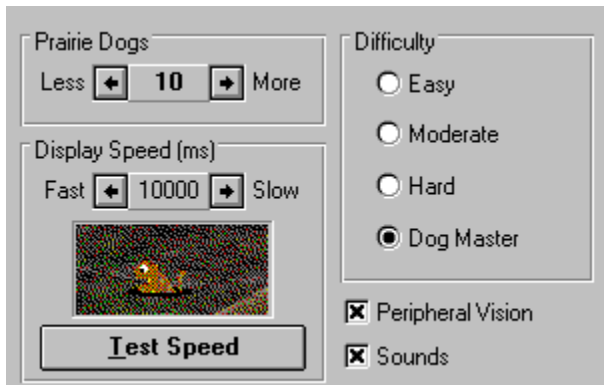 Prairie Dogs
Less 10 More
Display Speed (ms)
Fast 10000 Slow
Test Speed
Difficulty
Easy
Moderate
Hard
Dog Master
Peripheral Vision
Sounds